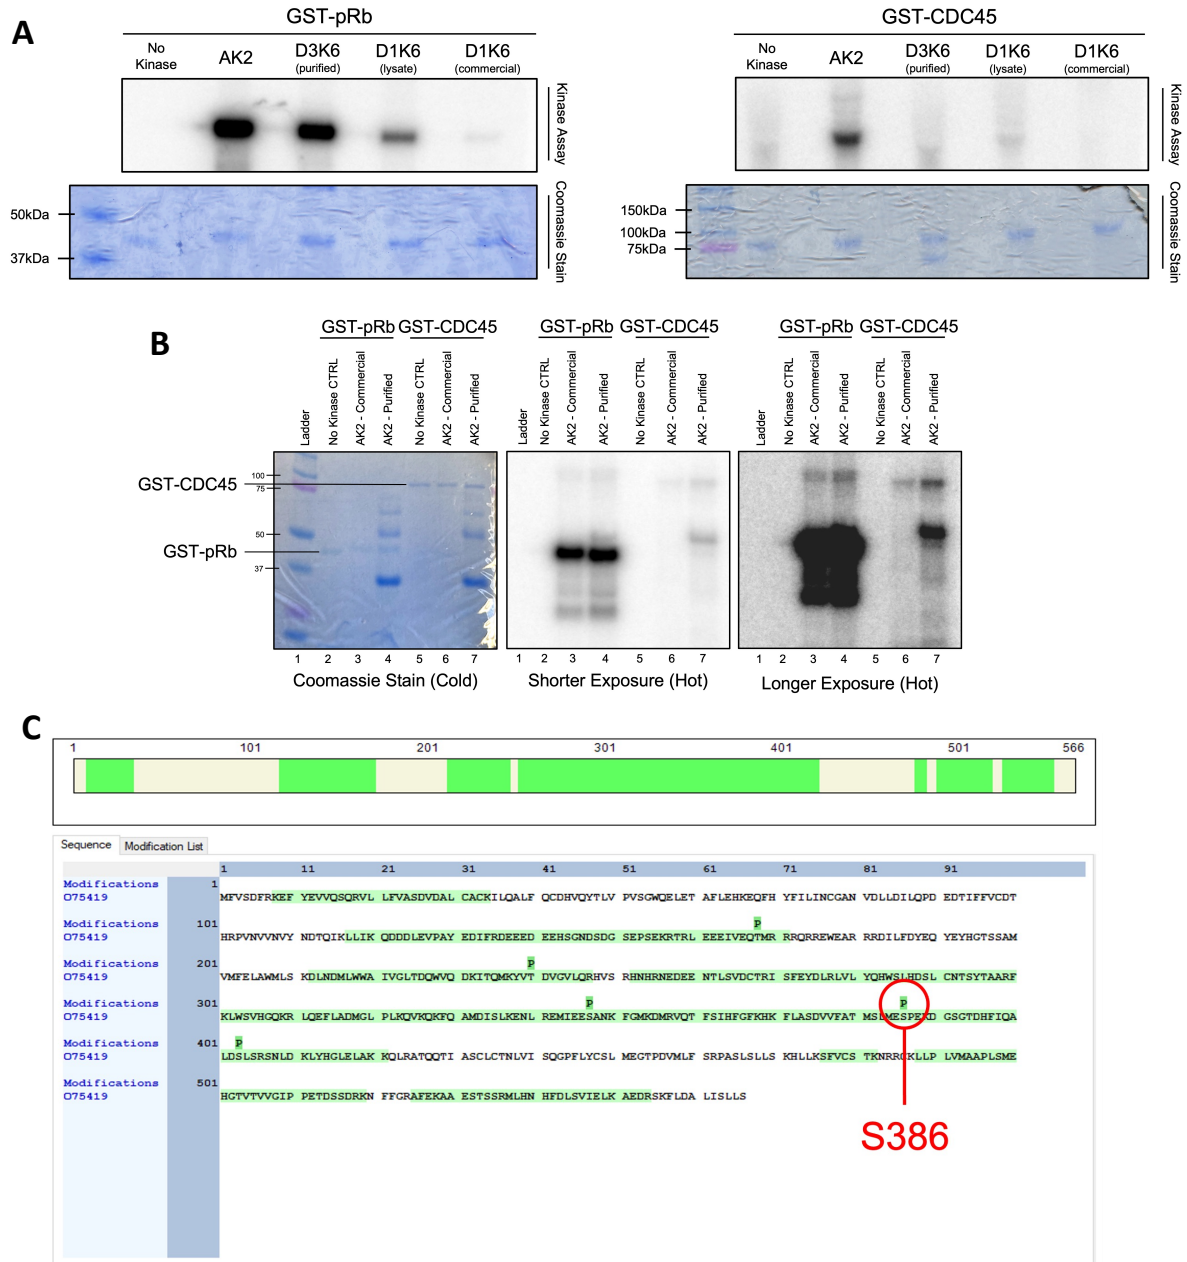 A
GST-pRb
No Kinase
AK2
D3K6 (purified)
D1K6 (lysate)
D1K6 (commercial)
Kinase Assay
50kDa
37kDa
Coomassie Stain
GST-CDC45
No Kinase
AK2
D3K6 (purified)
D1K6 (lysate)
D1K6 (commercial)
Kinase Assay
150kDa
100kDa
75kDa
Coomassie Stain
B
GST-pRb GST-CDC45
Ladder
No Kinase CTRL
AK2 - Commercial
AK2 - Purified
No Kinase CTRL
AK2 - Commercial
AK2 - Purified
GST-CDC45
GST-pRb
100
75
50
37
1 2 3 4 5 6 7
Coomassie Stain (Cold)
GST-pRb GST-CDC45
Ladder
No Kinase CTRL
AK2 - Commercial
AK2 - Purified
No Kinase CTRL
AK2 - Commercial
AK2 - Purified
1 2 3 4 5 6 7
Shorter Exposure (Hot)
GST-pRb GST-CDC45
Ladder
No Kinase CTRL
AK2 - Commercial
AK2 - Purified
No Kinase CTRL
AK2 - Commercial
AK2 - Purified
1 2 3 4 5 6 7
Longer Exposure (Hot)
C
1 101 201 301 401 501 566
Sequence Modification List
1 11 21 31 41 51 61 71 81 91
Modifications 1
O75419 MFVSDFRKEF YEVVQSQRVL LFVASDVDAL CACKILQALF QCDHVQYTLV PVSGWQELET AFLEHKEQFH YFILINCGAN VDLLDILQPD EDTIFFVCDT
Modifications 101 P
O75419 HRPVNVVNVY NDTQIKLLIK QDDDLEVPAY EDIFRDEEED EEHSGNDSDG SEPSEKRTRL EEEIVEQTMR RRQRREWEAR RRDILFDYEQ YEYHGTSSAM
Modifications 201 P
O75419 VMFELAWMLS KDLNDMLWWA IVGLTDQWVQ DKITQMKYVT DVGVLQRHVS RHNHRNEDEE NTLSVDCTRI SFEYDLRLVL YQHWSLHDSL CNTSYTAARF
Modifications 301 P P
O75419 KLWSVHGQKR LQEFLADMGL PLKQVKQKFQ AMDISLKENL REMIEESANK FGMKDMRVQT FSIHFGFKHK FLASDVVFAT MSLMESPEKD GSGTDHFIQA
Modifications 401 P
O75419 LDSLSRSNLD KLYHGLELAK KQLRATQQTI ASCLCTNLVI SQGPFLYCSL MEGTPDVMLF SRPASLSLLS KHLLKSFVCS TKNRRCKLLP LVMAAPLSME
Modifications 501
O75419 HGTVTVVGIP PETDSSDRKN FFGRAFEKAA ESTSSRMLHN HFDLSVIELK AEDRSKFLDA LISLLS
S386